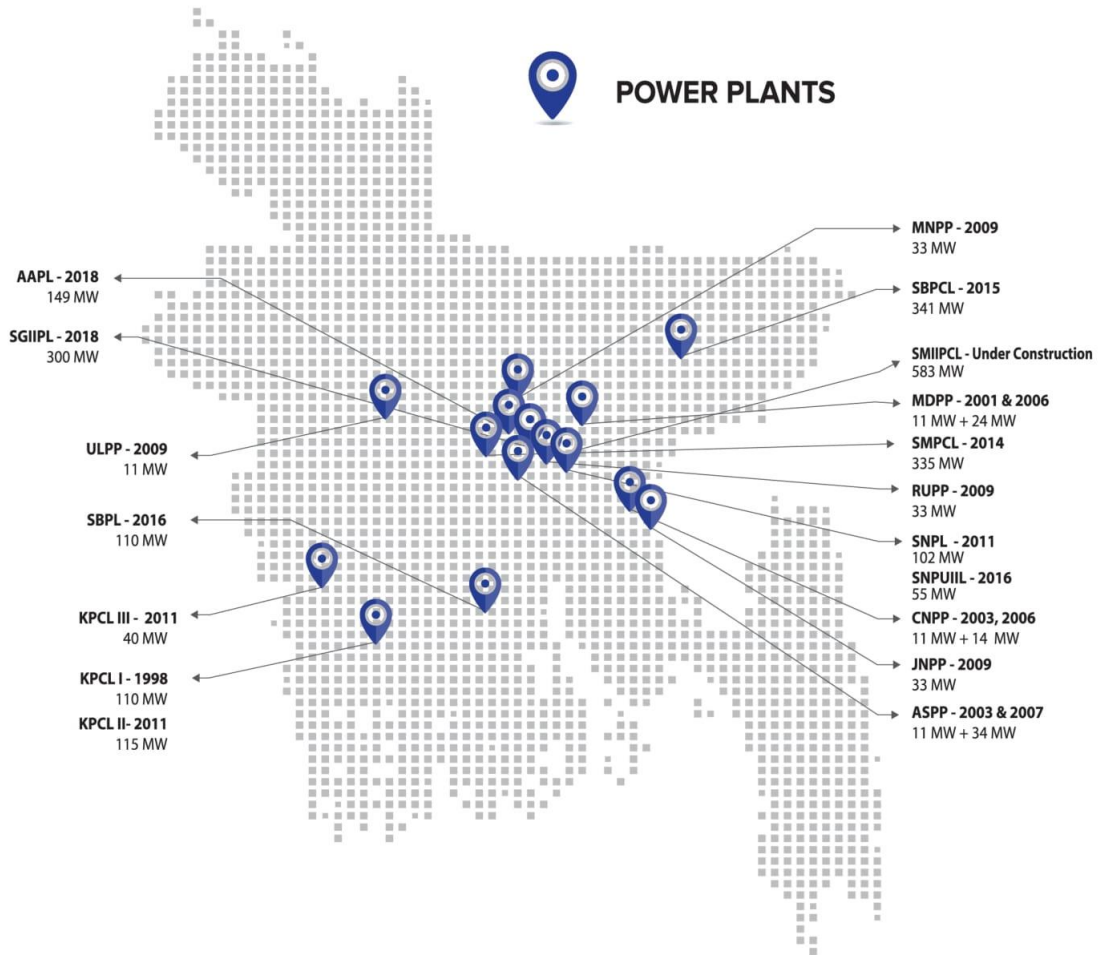 POWER PLANTS
AAPL - 2018
149 MW
SGIIPL - 2018
300 MW
ULPP - 2009
11 MW
SBPL - 2016
110 MW
KPCL III - 2011
40 MW
KPCL I - 1998
110 MW
KPCL II- 2011
115 MW
MNPP - 2009
33 MW
SBPCL - 2015
341 MW
SMIIPCL - Under Construction
583 MW
MDPP - 2001 & 2006
11 MW + 24 MW
SMPCL - 2014
335 MW
RUPP - 2009
33 MW
SNPL - 2011
102 MW
SNPUIIL - 2016
55 MW
CNPP - 2003, 2006
11 MW + 14 MW
JNPP - 2009
33 MW
ASPP - 2003 & 2007
11 MW + 34 MW